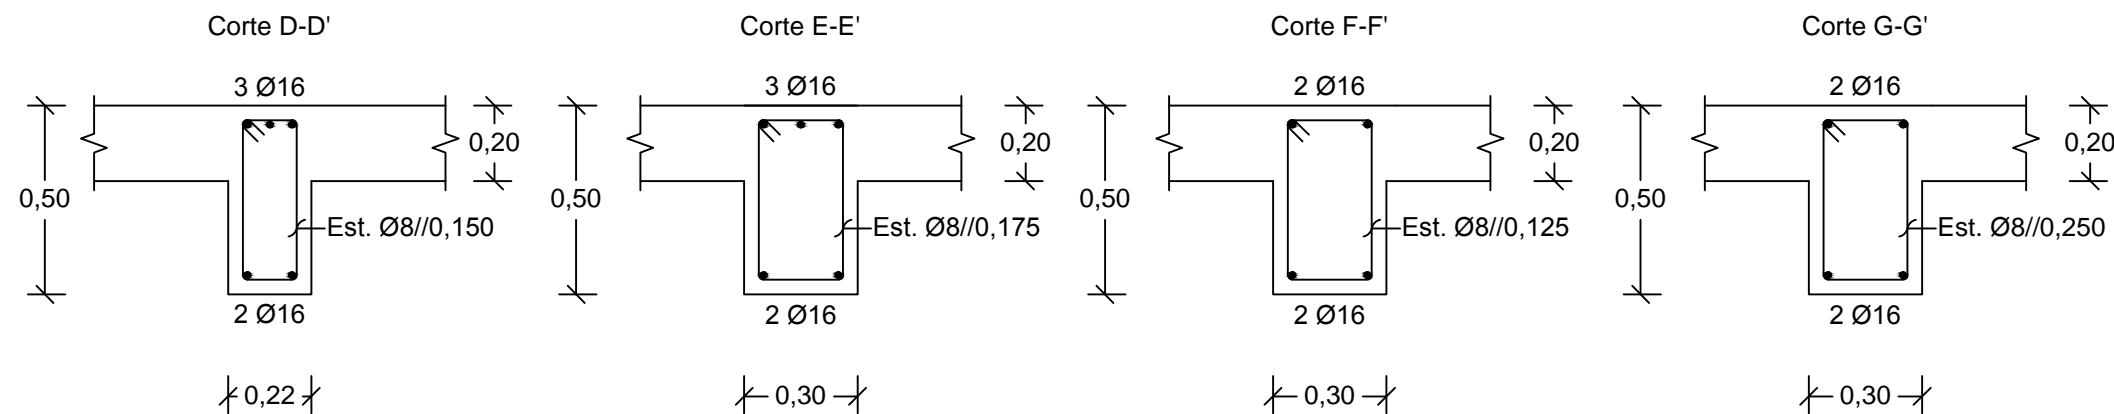 Corte D-D'
3 Ø16
0,50
0,20
Est. Ø8//0,150
2 Ø16
0,22
Corte E-E'
3 Ø16
0,50
0,20
Est. Ø8//0,175
2 Ø16
0,30
Corte F-F'
2 Ø16
0,50
0,20
Est. Ø8//0,125
2 Ø16
0,30
Corte G-G'
2 Ø16
0,50
0,20
Est. Ø8//0,250
2 Ø16
0,30